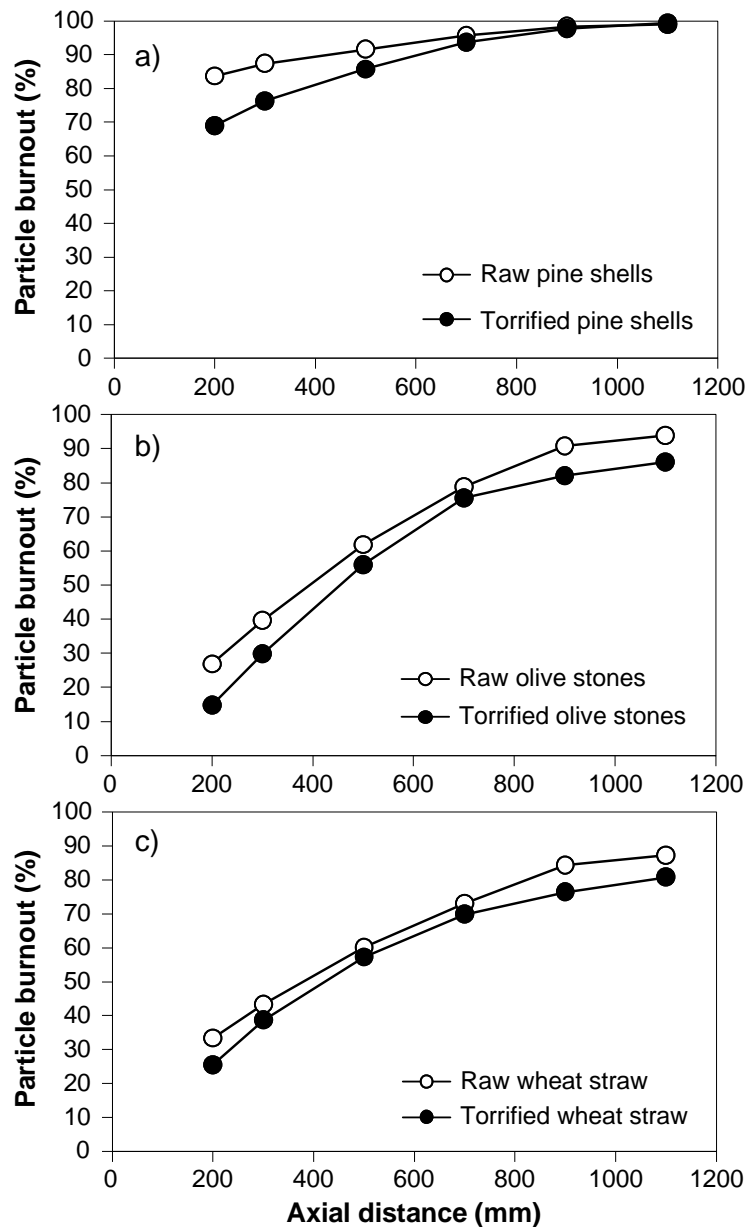 100
90
80
70
60
50
40
30
20
10
0
Particle burnout (%)
a)
Raw pine shells
Torrified pine shells
0 200 400 600 800 1000 1200
100
90
80
70
60
50
40
30
20
10
0
Particle burnout (%)
b)
Raw olive stones
Torrified olive stones
0 200 400 600 800 1000 1200
100
90
80
70
60
50
40
30
20
10
0
Particle burnout (%)
c)
Raw wheat straw
Torrified wheat straw
0 200 400 600 800 1000 1200
Axial distance (mm)